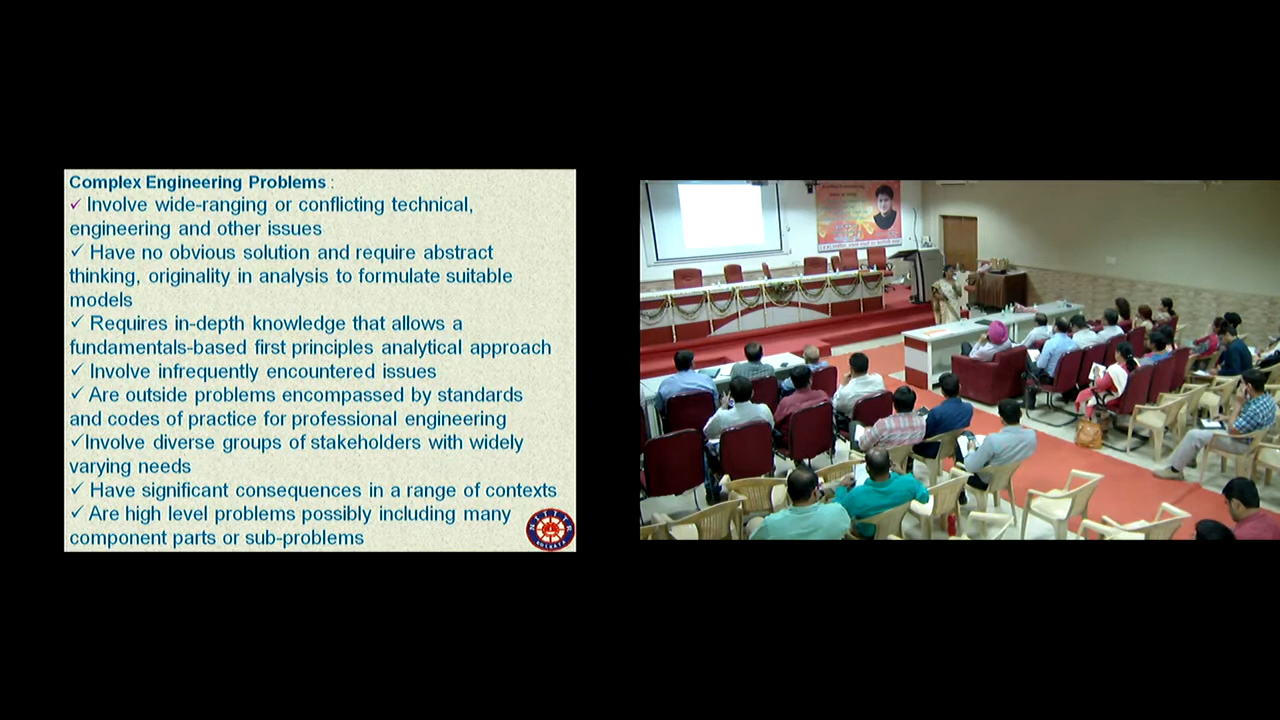 Complex Engineering Problems :
✓ Involve wide-ranging or conflicting technical,
engineering and other issues
✓ Have no obvious solution and require abstract
thinking, originality in analysis to formulate suitable
models
✓ Requires in-depth knowledge that allows a
fundamentals-based first principles analytical approach
✓ Involve infrequently encountered issues
✓ Are outside problems encompassed by standards
and codes of practice for professional engineering
✓Involve diverse groups of stakeholders with widely
varying needs
✓ Have significant consequences in a range of contexts
✓ Are high level problems possibly including many
component parts or sub-problems
NITTTR
KOLKATA